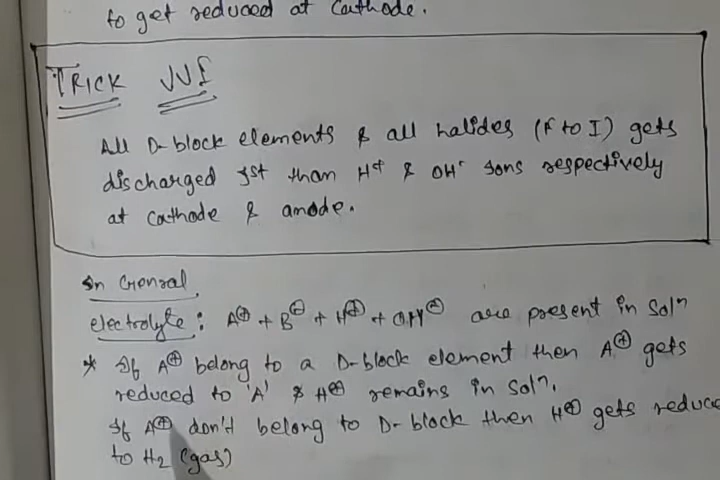 to get reduced at Cathode.
TRICK VVI
All D-block elements & all halides (F to I) gets
discharged 1st than H⁺ & OH⁻ Ions respectively
at cathode & anode.
In General
electrolyte: A⊕ + B⊖ + H⊕ + OH⊖ are present in Solⁿ
* If A⊕ belong to a D-block element then A⊕ gets
reduced to 'A' & H⊕ remains in Solⁿ.
If A⊕ don't belong to D-block then H⊕ gets reduc
to H₂ (gas)